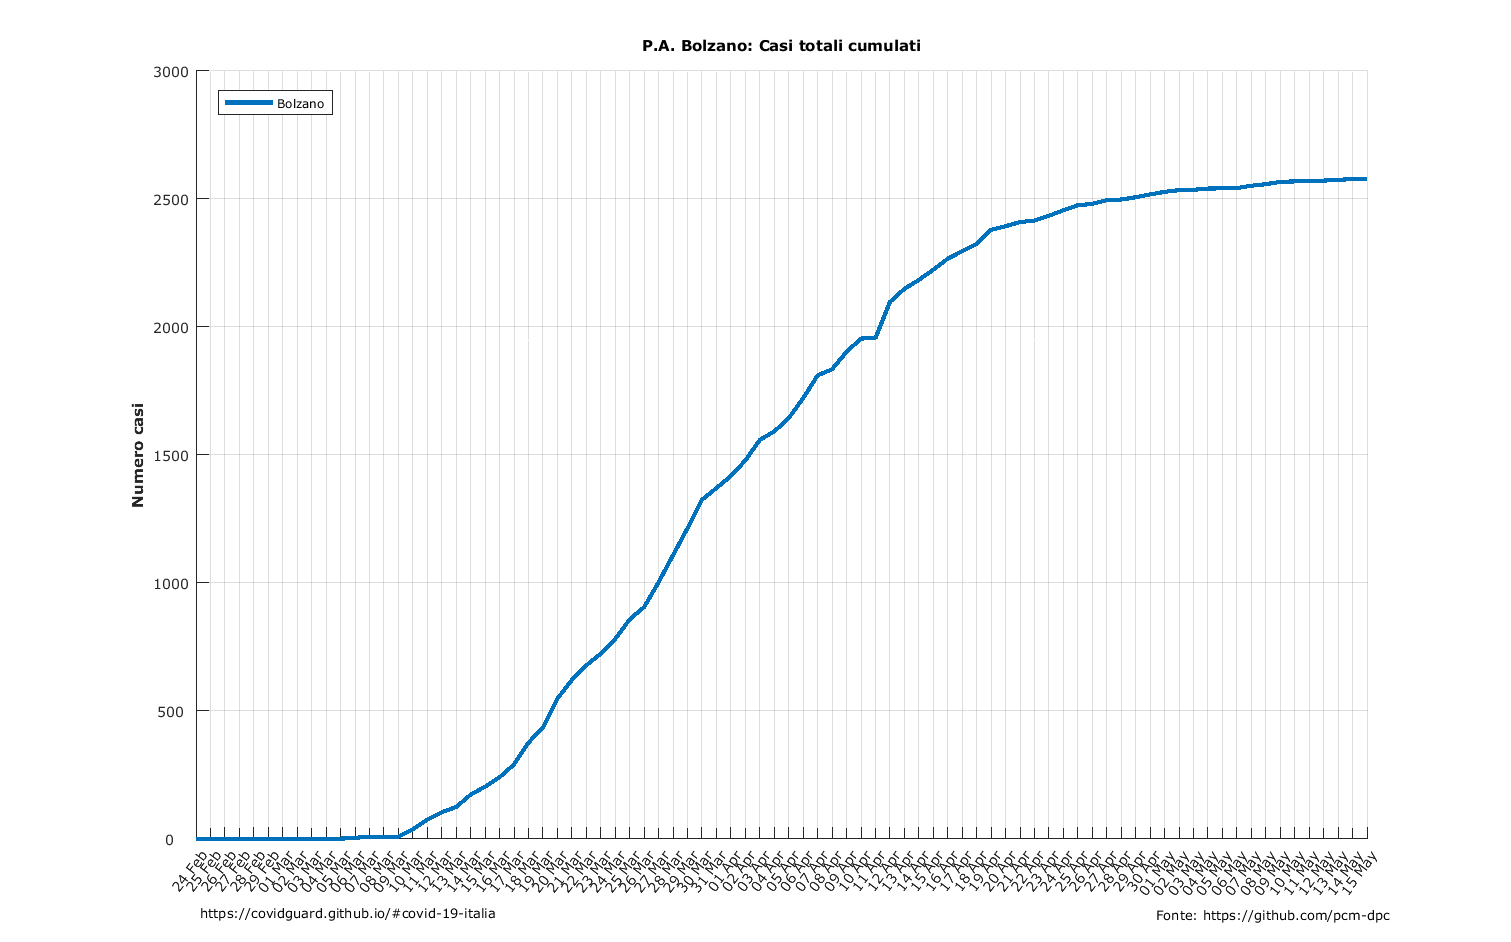 P.A. Bolzano: Casi totali cumulati
3000
Bolzano
2500
2000
1500
1000
500
0
Numero casi
24 Feb
25 Feb
26 Feb
27 Feb
28 Feb
29 Feb
01 Mar
02 Mar
03 Mar
04 Mar
05 Mar
06 Mar
07 Mar
08 Mar
09 Mar
10 Mar
11 Mar
12 Mar
13 Mar
14 Mar
15 Mar
16 Mar
17 Mar
18 Mar
19 Mar
20 Mar
21 Mar
22 Mar
23 Mar
24 Mar
25 Mar
26 Mar
27 Mar
28 Mar
29 Mar
30 Mar
31 Mar
01 Apr
02 Apr
03 Apr
04 Apr
05 Apr
06 Apr
07 Apr
08 Apr
09 Apr
10 Apr
11 Apr
12 Apr
13 Apr
14 Apr
15 Apr
16 Apr
17 Apr
18 Apr
19 Apr
20 Apr
21 Apr
22 Apr
23 Apr
24 Apr
25 Apr
26 Apr
27 Apr
28 Apr
29 Apr
30 Apr
01 May
02 May
03 May
04 May
05 May
06 May
07 May
08 May
09 May
10 May
11 May
12 May
13 May
14 May
15 May
https://covidguard.github.io/#covid-19-italia
Fonte: https://github.com/pcm-dpc